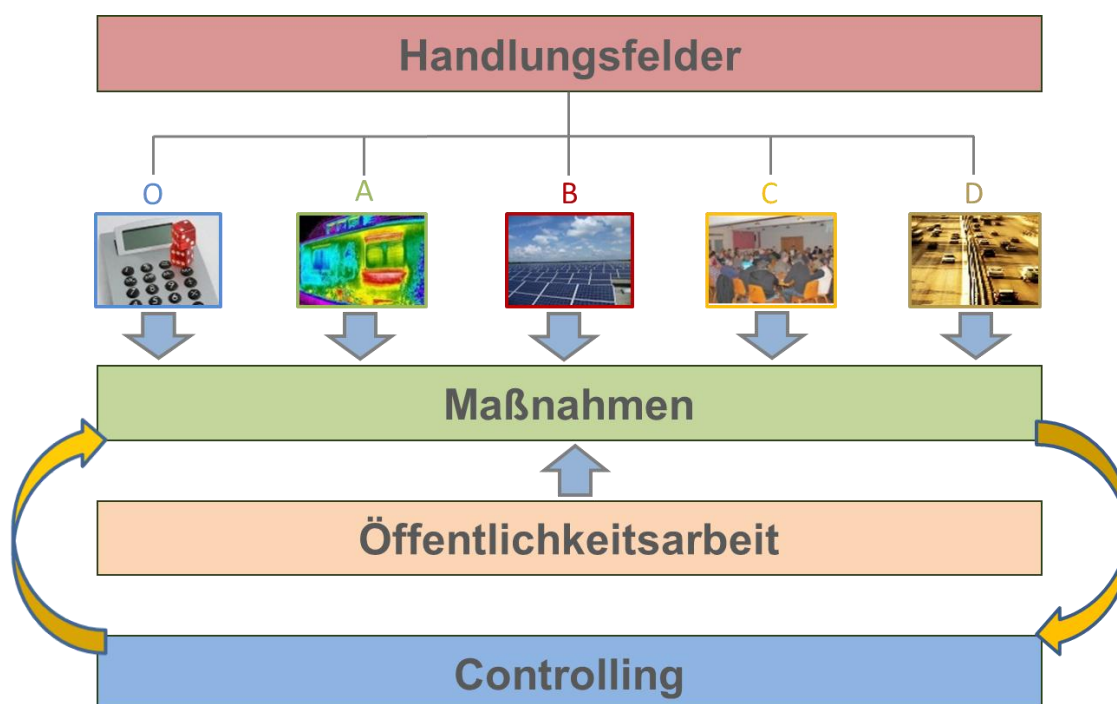 Handlungsfelder
O A B C D
Maßnahmen
Öffentlichkeitsarbeit
Controlling